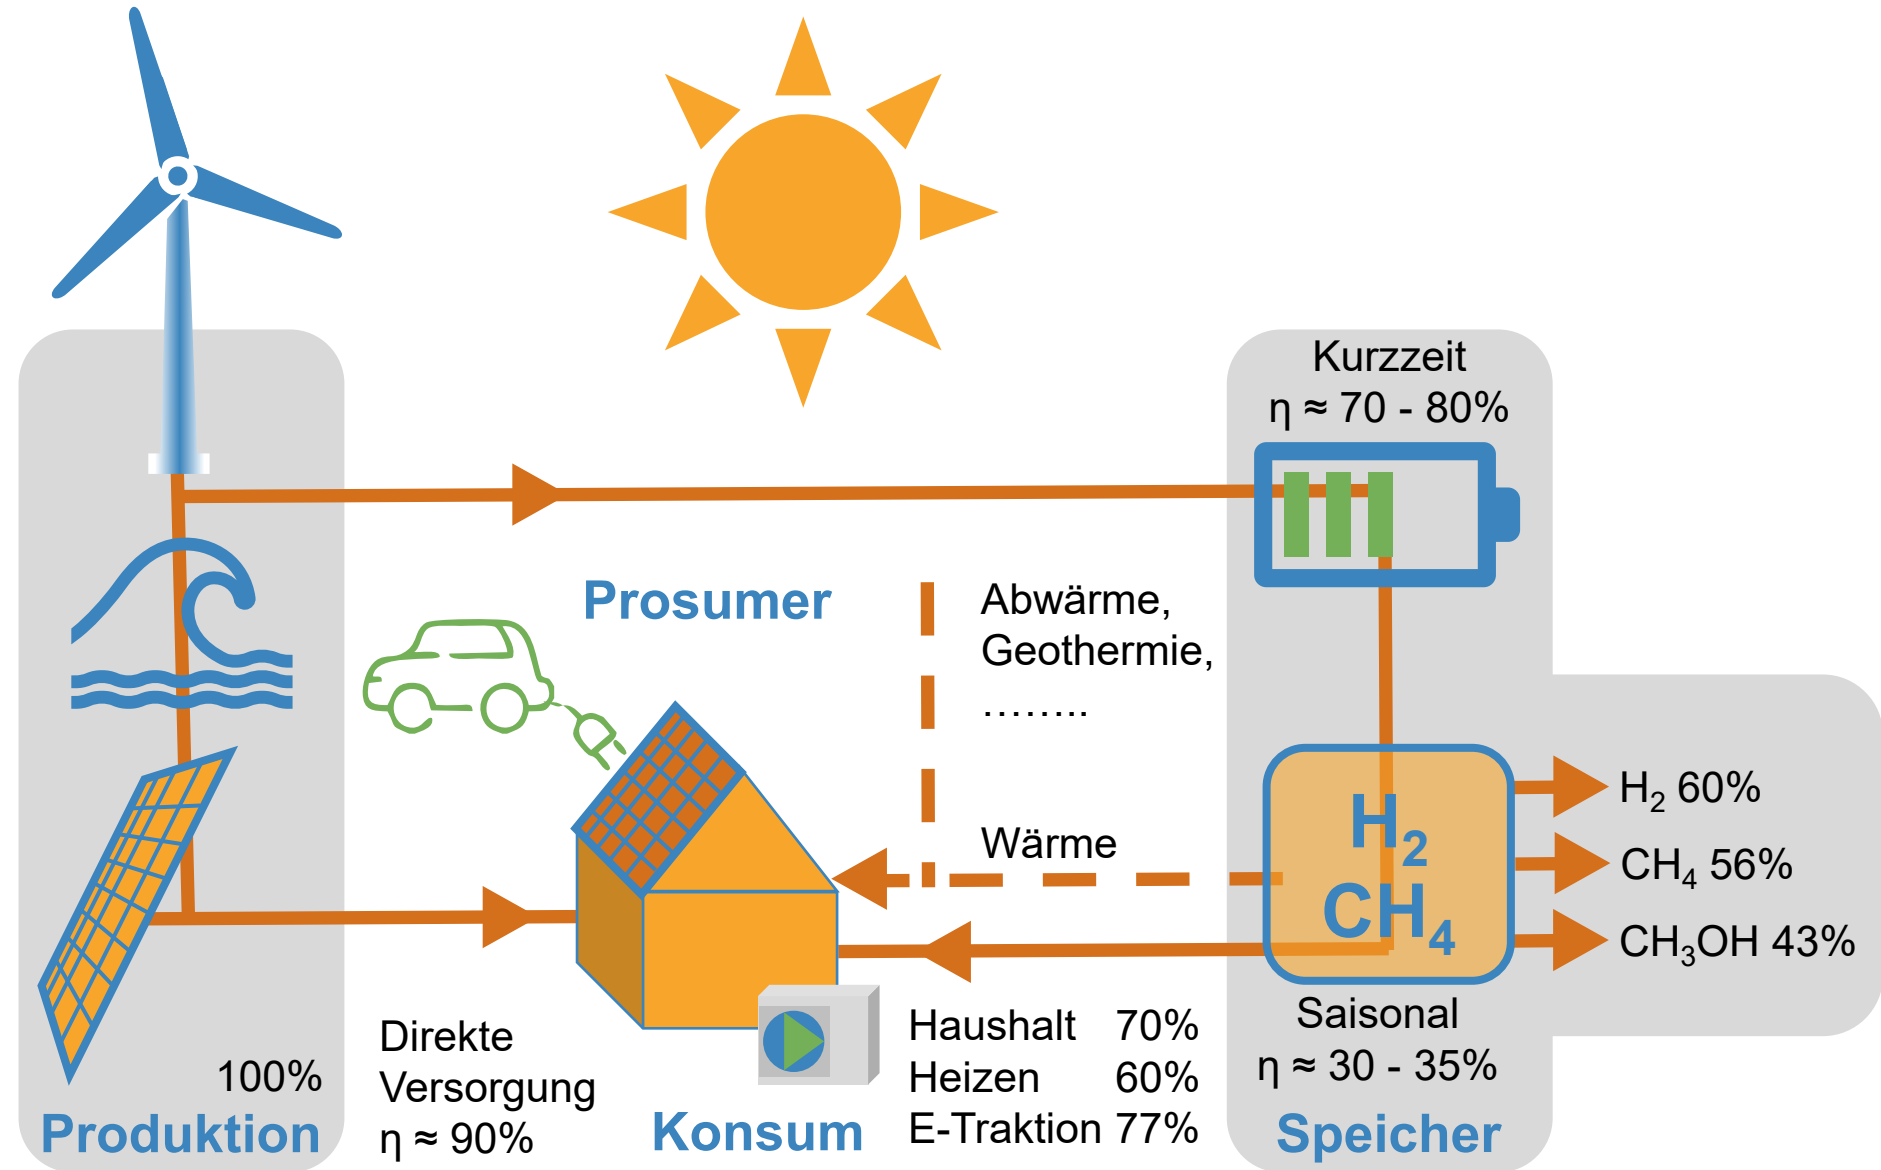 Kurzzeit
η ≈ 70 - 80%
Prosumer
Abwärme,
Geothermie,
……..
Wärme
H₂
CH₄
H₂ 60%
CH₄ 56%
CH₃OH 43%
Saisonal
η ≈ 30 - 35%
Speicher
100%
Produktion
Direkte
Versorgung
η ≈ 90%
Konsum
Haushalt 70%
Heizen 60%
E-Traktion 77%